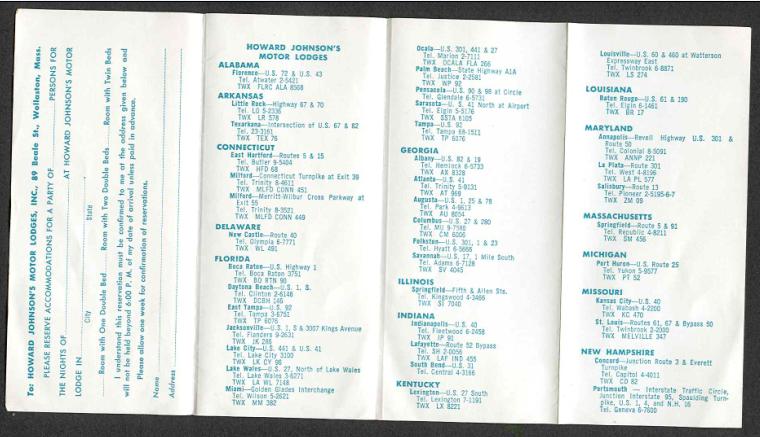 To: HOWARD JOHNSON'S MOTOR LODGES, INC., 89 Beale St., Wollaston, Mass.
PLEASE RESERVE ACCOMMODATIONS FOR A PARTY OF PERSONS FOR
THE NIGHTS OF AT HOWARD JOHNSON'S MOTOR
LODGE IN
City State
Room with One Double Bed Room with Two Double Beds Room with Twin Beds
I understand this reservation must be confirmed to me at the address given below and
will not be held beyond 6:00 P. M. of my date of arrival unless paid in advance.
Please allow one week for confirmation of reservations.
Name
Address
HOWARD JOHNSON'S
MOTOR LODGES
ALABAMA
Florence—U.S. 72 & U.S. 43
Tel. Atwater 2-5421
TWX FLRC ALA 8568
ARKANSAS
Little Rock—Highway 67 & 70
Tel. LO 5-2336
TWX LR 578
Texarkana—Intersection of U.S. 67 & 82
Tel. 23-3161
TWX TEX 76
CONNECTICUT
East Hartford—Routes 5 & 15
Tel. Butler 9-5404
TWX HFD 68
Milford—Connecticut Turnpike at Exit 39
Tel. Trinity 8-4611
TWX MLFD CONN 451
Milford—Merritt-Wilbur Cross Parkway at
Exit 55
Tel. Trinity 8-3521
TWX MLFD CONN 449
DELAWARE
New Castle—Route 40
Tel. Olympia 6-7771
TWX WL 491
FLORIDA
Boca Raton—U.S. Highway 1
Tel. Boca Raton 3751
TWX BO RTN 90
Daytona Beach—U.S. 1, S.
Tel. Clinton 2-6146
TWX DCBH 146
East Tampa—U.S. 92
Tel. Tampa 3-6751
TWX TP 6076
Jacksonville—U.S. 1, S & 3007 Kings Avenue
Tel. Flanders 9-2631
TWX JK 286
Lake City—U.S. 441 & U.S. 41
Tel. Lake City 3100
TWX LK CY 98
Lake Wales—U.S. 27, North of Lake Wales
Tel. Lake Wales 3-6271
TWX LA WL 7148
Miami—Golden Glades Interchange
Tel. Wilson 5-2621
TWX MM 382
Ocala—U.S. 301, 441 & 27
Tel. Marion 2-7111
TWX OCALA FLA 266
Palm Beach—State Highway A1A
Tel. Justice 2-2581
TWX WP 92
Pensacola—U.S. 90 & 98 at Circle
Tel. Glendale 6-5731
Sarasota—U. S. 41 North at Airport
Tel. Elgin 5-5176
TWX SSTA 6105
Tampa—U.S. 92
Tel. Tampa 68-1511
TWX TP 6076
GEORGIA
Albany—U.S. 82 & 19
Tel. Hemlock 6-5733
TWX AX 8328
Atlanta—U.S. 41
Tel. Trinity 5-0131
TWX AT 969
Augusta—U.S. 1, 25 & 78
Tel. Park 4-9613
TWX AU 8054
Columbus—U.S. 27 & 280
Tel. MU 9-7580
TWX CM 6006
Folkston—U.S. 301, 1 & 23
Tel. Hyatt 6-5666
Savannah—U.S. 17, 1 Mile South
Tel. Adams 6-7128
TWX SV 4045
ILLINOIS
Springfield—Fifth & Allen Sts.
Tel. Kingswood 4-3466
TWX SI 7040
INDIANA
Indianapolis—U.S. 40
Tel. Fleetwood 6-2458
TWX IP 91
Lafayette—Route 52 Bypass
Tel. SH 2-0056
TWX LAF IND 455
South Bend—U.S. 31
Tel. Central 4-3166
KENTUCKY
Lexington—U.S. 27 South
Tel. Lexington 7-1191
TWX LX 8221
Louisville—U.S. 60 & 460 at Watterson
Expressway East
Tel. Twinbrook 6-8871
TWX LS 274
LOUISIANA
Baton Rouge—U.S. 61 & 190
Tel. Elgin 6-1461
TWX BR 17
MARYLAND
Annapolis—Revell Highway U.S. 301 &
Route 50
Tel. Colonial 8-5091
TWX ANNP 221
La Plata—Route 301
Tel. West 4-8196
TWX LA PL 577
Salisbury—Route 13
Tel. Pioneer 2-5195-6-7
TWX ZM 09
MASSACHUSETTS
Springfield—Route 5 & 91
Tel. Republic 4-8211
TWX SM 456
MICHIGAN
Port Huron—U.S. Route 25
Tel. Yukon 5-9577
TWX PT 52
MISSOURI
Kansas City—U.S. 40
Tel. Wabash 4-2200
TWX KC 470
St. Louis—Routes 61, 67 & Bypass 50
Tel. Twinbrook 2-2000
TWX MELVILLE 347
NEW HAMPSHIRE
Concord—Junction Route 3 & Everett
Turnpike
Tel. Capitol 4-4011
TWX CD 82
Portsmouth — Interstate Traffic Circle,
Junction Interstate 95, Spaulding Turn-
pike, U.S. 1, 4, and N.H. 16
Tel. Geneva 6-7600